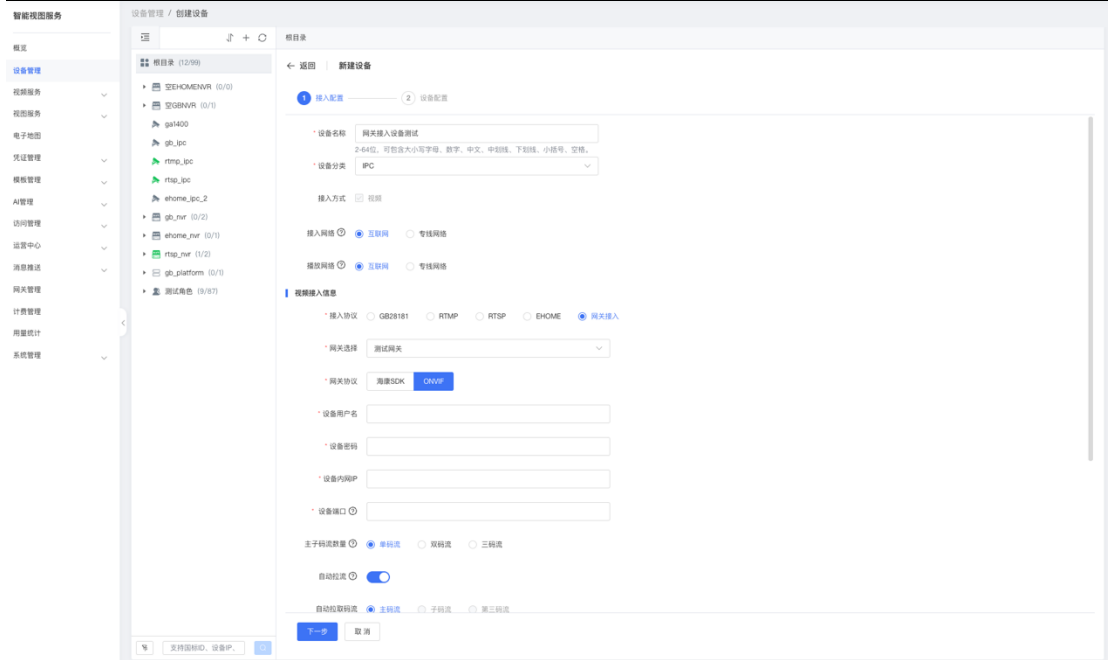 智能视图服务
概览
设备管理
视频服务
视图服务
电子地图
凭证管理
模板管理
AI管理
访问管理
运营中心
消息推送
网关管理
计费管理
用量统计
系统管理
设备管理 / 创建设备
根目录 (12/99)
空EHOMENVR (0/0)
空GBNVR (0/1)
ga1400
gb_ipc
rtmp_ipc
rtsp_ipc
ehome_ipc_2
gb_nvr (0/2)
ehome_nvr (0/1)
rtsp_nvr (1/2)
gb_platform (0/1)
测试角色 (9/87)
支持国标ID、设备IP、
根目录
返回 新建设备
1 接入配置 2 设备配置
* 设备名称 网关接入设备测试
2-64位，可包含大小写字母、数字、中文、中划线、下划线、小括号、空格。
* 设备分类 IPC
接入方式 视频
接入网络 互联网 专线网络
播放网络 互联网 专线网络
视频接入信息
* 接入协议 GB28181 RTMP RTSP EHOME 网关接入
* 网关选择 测试网关
* 网关协议 海康SDK ONVIF
* 设备用户名
* 设备密码
* 设备内网IP
* 设备端口
主子码流数量 单码流 双码流 三码流
自动拉流
自动拉取码流 主码流 子码流 第三码流
下一步 取消